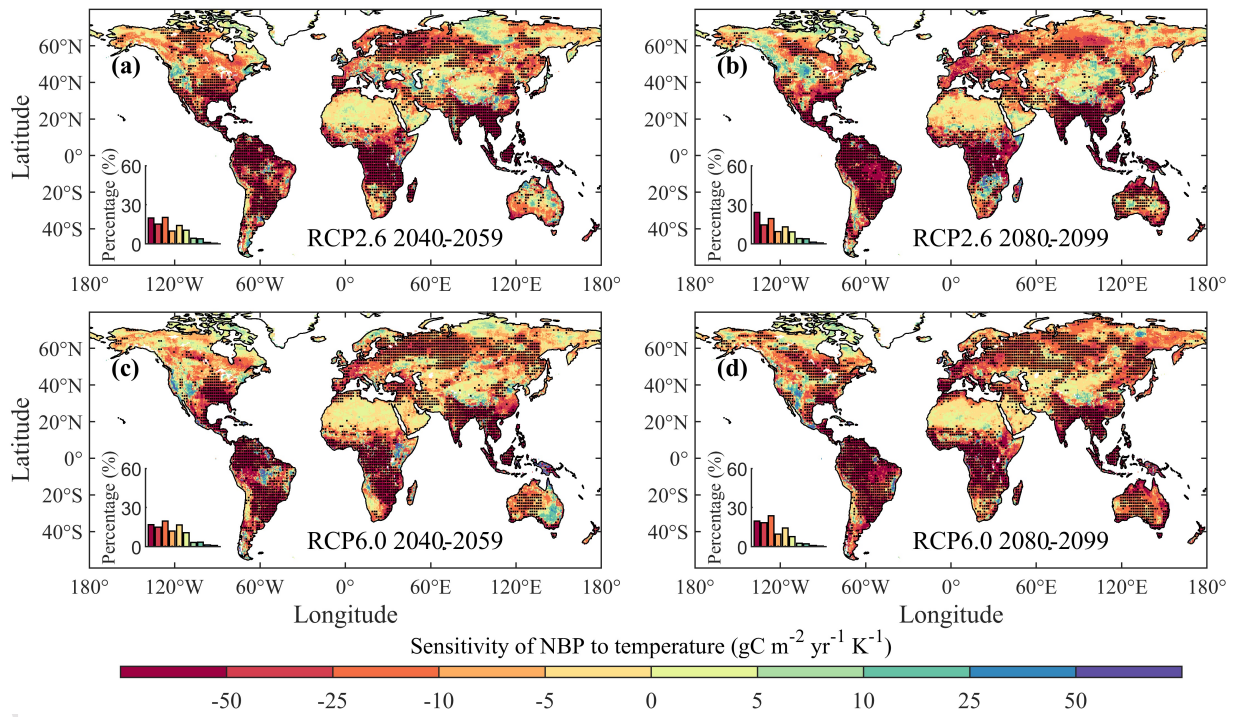 60°N
40°N
20°N
0°
20°S
40°S
Latitude
(a)
Percentage (%)
60
30
0
RCP2.6 2040-2059
180° 120°W 60°W 0° 60°E 120°E 180°
60°N
40°N
20°N
0°
20°S
40°S
(b)
Percentage (%)
60
30
0
RCP2.6 2080-2099
180° 120°W 60°W 0° 60°E 120°E 180°
60°N
40°N
20°N
0°
20°S
40°S
Latitude
(c)
Percentage (%)
60
30
0
RCP6.0 2040-2059
180° 120°W 60°W 0° 60°E 120°E 180°
Longitude
60°N
40°N
20°N
0°
20°S
40°S
(d)
Percentage (%)
60
30
0
RCP6.0 2080-2099
180° 120°W 60°W 0° 60°E 120°E 180°
Longitude
Sensitivity of NBP to temperature (gC m⁻² yr⁻¹ K⁻¹)
-50 -25 -10 -5 0 5 10 25 50